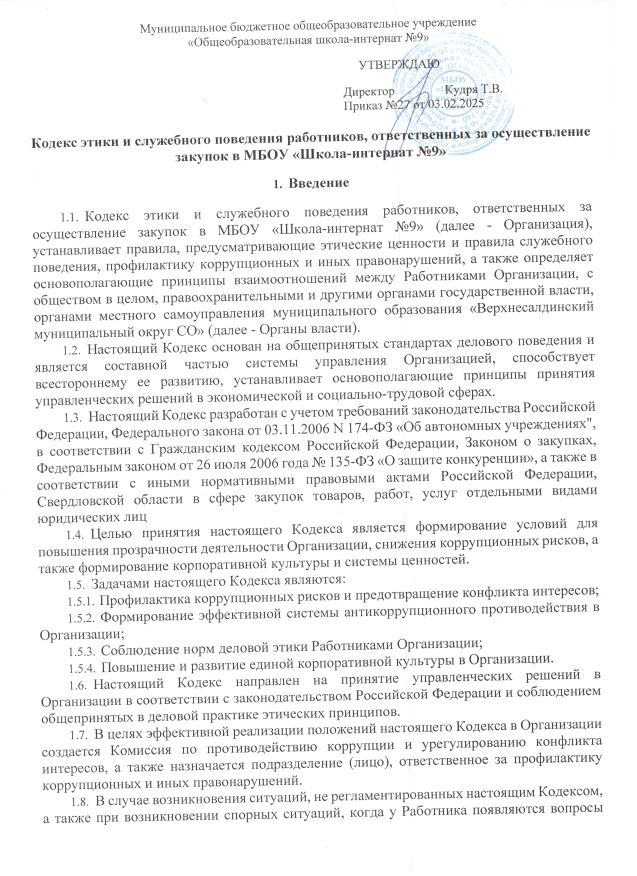 Муниципальное бюджетное общеобразовательное учреждение
«Общеобразовательная школа-интернат №9»
УТВЕРЖДАЮ
Директор Кудря Т.В.
Приказ №27 от 03.02.2025
МБОУ
Кодекс этики и служебного поведения работников, ответственных за осуществление
закупок в МБОУ «Школа-интернат №9»
1. Введение
1.1. Кодекс этики и служебного поведения работников, ответственных за
осуществление закупок в МБОУ «Школа-интернат №9» (далее - Организация),
устанавливает правила, предусматривающие этические ценности и правила служебного
поведения, профилактику коррупционных и иных правонарушений, а также определяет
основополагающие принципы взаимоотношений между Работниками Организации, с
обществом в целом, правоохранительными и другими органами государственной власти,
органами местного самоуправления муниципального образования «Верхнесалдинский
муниципальный округ СО» (далее - Органы власти).
1.2. Настоящий Кодекс основан на общепринятых стандартах делового поведения и
является составной частью системы управления Организацией, способствует
всестороннему ее развитию, устанавливает основополагающие принципы принятия
управленческих решений в экономической и социально-трудовой сферах.
1.3. Настоящий Кодекс разработан с учетом требований законодательства Российской
Федерации, Федерального закона от 03.11.2006 N 174-ФЗ «Об автономных учреждениях",
в соответствии с Гражданским кодексом Российской Федерации, Законом о закупках,
Федеральным законом от 26 июля 2006 года № 135-ФЗ «О защите конкуренции», а также в
соответствии с иными нормативными правовыми актами Российской Федерации,
Свердловской области в сфере закупок товаров, работ, услуг отдельными видами
юридических лиц
1.4. Целью принятия настоящего Кодекса является формирование условий для
повышения прозрачности деятельности Организации, снижения коррупционных рисков, а
также формирование корпоративной культуры и системы ценностей.
1.5. Задачами настоящего Кодекса являются:
1.5.1. Профилактика коррупционных рисков и предотвращение конфликта интересов;
1.5.2. Формирование эффективной системы антикоррупционного противодействия в
Организации;
1.5.3. Соблюдение норм деловой этики Работниками Организации;
1.5.4. Повышение и развитие единой корпоративной культуры в Организации.
1.6. Настоящий Кодекс направлен на принятие управленческих решений в
Организации в соответствии с законодательством Российской Федерации и соблюдением
общепринятых в деловой практике этических принципов.
1.7. В целях эффективной реализации положений настоящего Кодекса в Организации
создается Комиссия по противодействию коррупции и урегулированию конфликта
интересов, а также назначается подразделение (лицо), ответственное за профилактику
коррупционных и иных правонарушений.
1.8. В случае возникновения ситуаций, не регламентированных настоящим Кодексом,
а также при возникновении спорных ситуаций, когда у Работника появляются вопросы